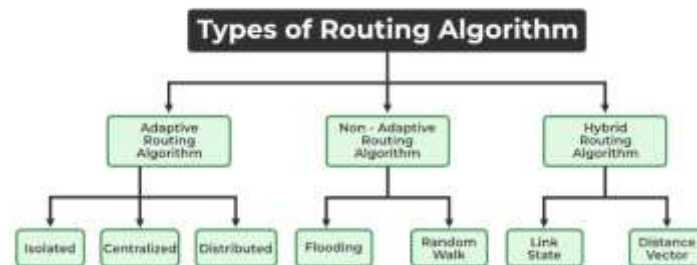 Types of Routing Algorithm
Adaptive
Routing
Algorithm
Non - Adaptive
Routing
Algorithm
Hybrid
Routing
Algorithm
Isolated
Centralized
Distributed
Flooding
Random
Walk
Link
State
Distance
Vector